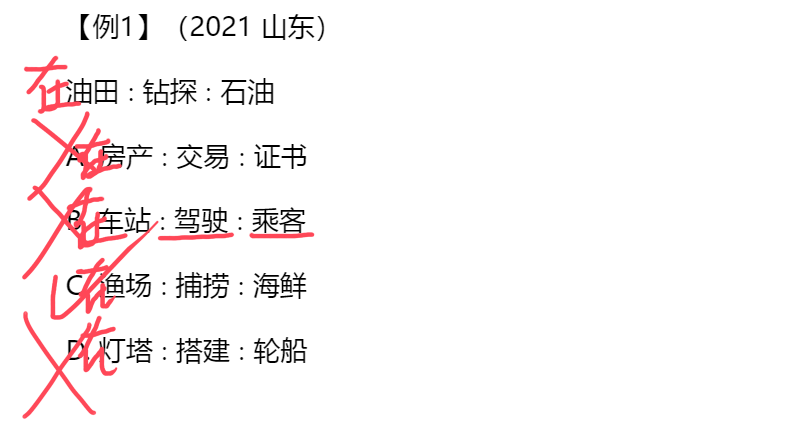 【例1】（2021 山东）
在油田：钻探：石油
A. 在房产：交易：证书
B. 在车站：驾驶：乘客
C. 在渔场：捕捞：海鲜
D. 在灯塔：搭建：轮船